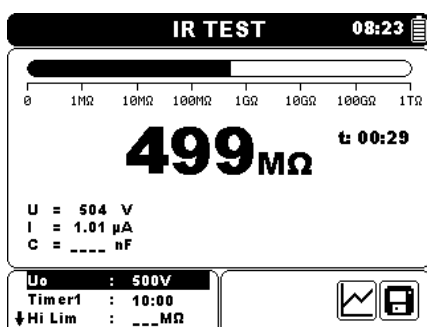 IR TEST 08:23
0 1MΩ 10MΩ 100MΩ 1GΩ 10GΩ 100GΩ 1TΩ
499MΩ t: 00:29
U = 504 V
I = 1.01 µA
C = ____ nF
Uo : 500V
Timer1 : 10:00
Hi Lim : ___MΩ